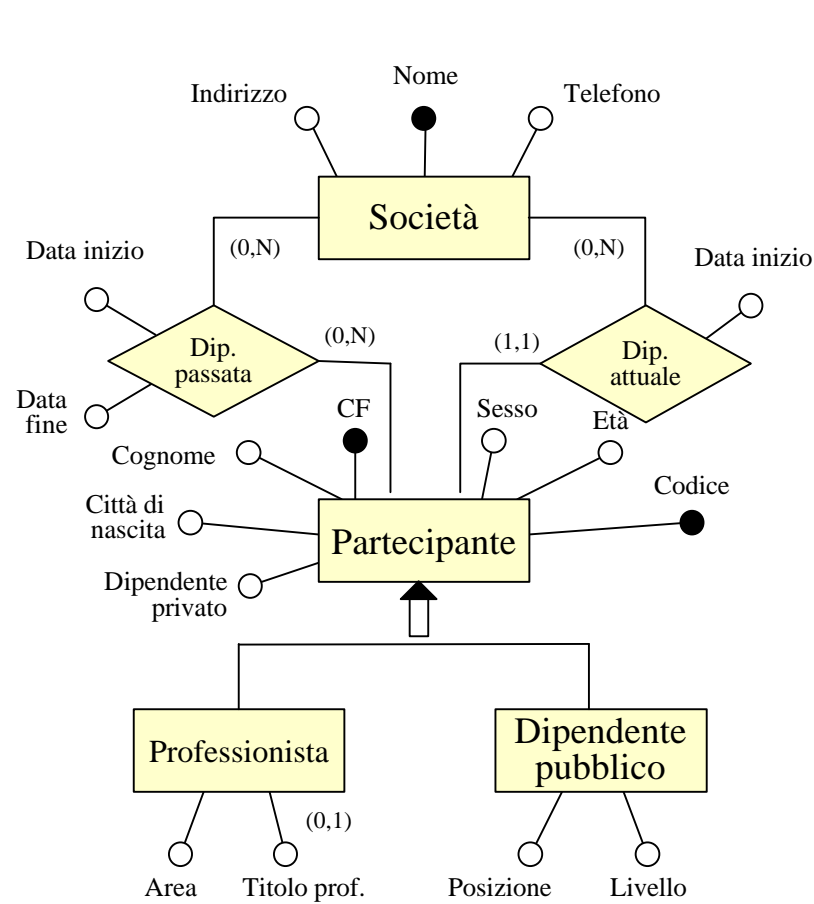 Nome
Indirizzo
Telefono
Società
(0,N)
(0,N)
Data inizio
Data inizio
(0,N)
(1,1)
Dip.
passata
Dip.
attuale
Data
fine
CF
Sesso
Età
Cognome
Codice
Città di
nascita
Partecipante
Dipendente
privato
Professionista
Dipendente
pubblico
(0,1)
Area
Titolo prof.
Posizione
Livello